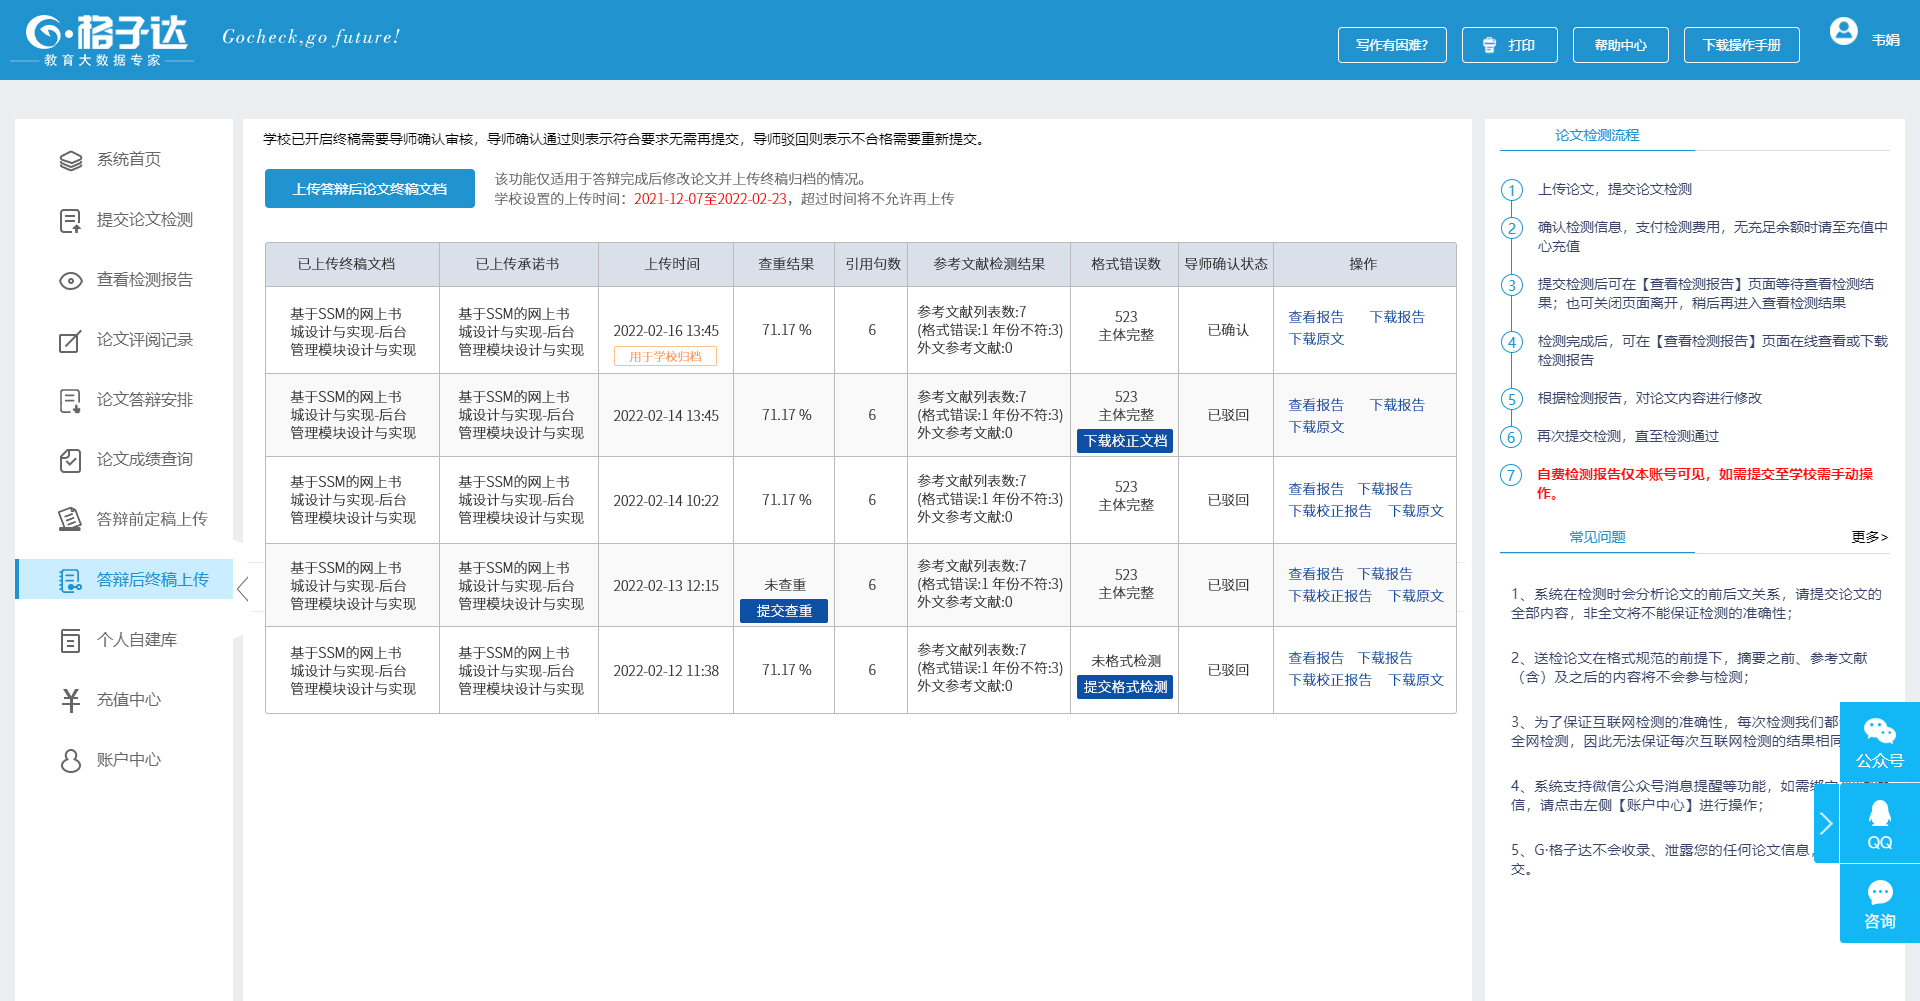 G·格子达
教育大数据专家
Gocheck,go future!
写作有困难?
打印
帮助中心
下载操作手册
韦娟
系统首页
提交论文检测
查看检测报告
论文评阅记录
论文答辩安排
论文成绩查询
答辩前定稿上传
答辩后终稿上传
个人自建库
充值中心
账户中心
学校已开启终稿需要导师确认审核，导师确认通过则表示符合要求无需再提交，导师驳回则表示不合格需要重新提交。
上传答辩后论文终稿文档
该功能仅适用于答辩完成后修改论文并上传终稿归档的情况。
学校设置的上传时间：2021-12-07至2022-02-23，超过时间将不允许再上传
已上传终稿文档 已上传承诺书 上传时间 查重结果 引用句数 参考文献检测结果 格式错误数 导师确认状态 操作
基于SSM的网上书
城设计与实现-后台
管理模块设计与实现
基于SSM的网上书
城设计与实现-后台
管理模块设计与实现
2022-02-16 13:45
用于学校归档
71.17 %
6
参考文献列表数:7
(格式错误:1 年份不符:3)
外文参考文献:0
523
主体完整
已确认
查看报告 下载报告
下载原文
基于SSM的网上书
城设计与实现-后台
管理模块设计与实现
基于SSM的网上书
城设计与实现-后台
管理模块设计与实现
2022-02-14 13:45
71.17 %
6
参考文献列表数:7
(格式错误:1 年份不符:3)
外文参考文献:0
523
主体完整
下载校正文档
已驳回
查看报告 下载报告
下载原文
基于SSM的网上书
城设计与实现-后台
管理模块设计与实现
基于SSM的网上书
城设计与实现-后台
管理模块设计与实现
2022-02-14 10:22
71.17 %
6
参考文献列表数:7
(格式错误:1 年份不符:3)
外文参考文献:0
523
主体完整
已驳回
查看报告 下载报告
下载校正报告 下载原文
基于SSM的网上书
城设计与实现-后台
管理模块设计与实现
基于SSM的网上书
城设计与实现-后台
管理模块设计与实现
2022-02-13 12:15
未查重
提交查重
6
参考文献列表数:7
(格式错误:1 年份不符:3)
外文参考文献:0
523
主体完整
已驳回
查看报告 下载报告
下载校正报告 下载原文
基于SSM的网上书
城设计与实现-后台
管理模块设计与实现
基于SSM的网上书
城设计与实现-后台
管理模块设计与实现
2022-02-12 11:38
71.17 %
6
参考文献列表数:7
(格式错误:1 年份不符:3)
外文参考文献:0
未格式检测
提交格式检测
已驳回
查看报告 下载报告
下载校正报告 下载原文
论文检测流程
1 上传论文，提交论文检测
2 确认检测信息，支付检测费用，无充足余额时请至充值中
心充值
3 提交检测后可在【查看检测报告】页面等待查看检测结
果；也可关闭页面离开，稍后再进入查看检测结果
4 检测完成后，可在【查看检测报告】页面在线查看或下载
检测报告
5 根据检测报告，对论文内容进行修改
6 再次提交检测，直至检测通过
7 自费检测报告仅本账号可见，如需提交至学校需手动操
作。
常见问题 更多>
1、系统在检测时会分析论文的前后文关系，请提交论文的
全部内容，非全文将不能保证检测的准确性；
2、送检论文在格式规范的前提下，摘要之前、参考文献
（含）及之后的内容将不会参与检测；
3、为了保证互联网检测的准确性，每次检测我们都
全网检测，因此无法保证每次互联网检测的结果相同
4、系统支持微信公众号消息提醒等功能，如需绑定
信，请点击左侧【账户中心】进行操作；
5、G·格子达不会收录、泄露您的任何论文信息，
交。
公众号
QQ
咨询